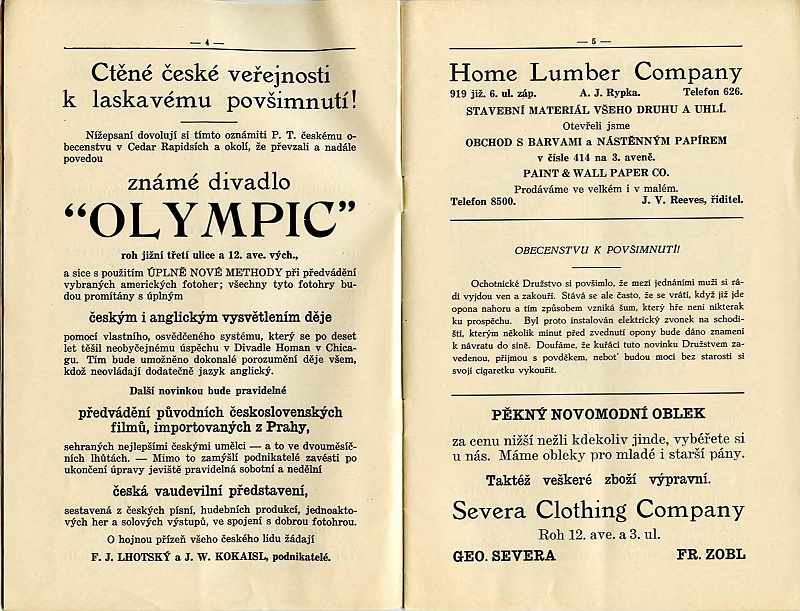 — 4 —
Ctěné české veřejnosti
k laskavému povšimnutí!
Nížepsaní dovolují si tímto oznámiti P. T. českému o-
becenstvu v Cedar Rapidsích a okolí, že převzali a nadále
povedou
známé divadlo
“OLYMPIC”
roh jižní třetí ulice a 12. ave. vých.,
a sice s použitím ÚPLNĚ NOVÉ METHODY při předvádění
vybraných amerických fotoher; všechny tyto fotohry bu-
dou promítány s úplným
českým i anglickým vysvětlením děje
pomocí vlastního, osvědčeného systému, který se po deset
let těšil neobyčejnému úspěchu v Divadle Homan v Chica-
gu. Tím bude umožněno dokonalé porozumění děje všem,
kdož neovládají dodatečně jazyk anglický.
Další novinkou bude pravidelné
předvádění původních československých
filmů, importovaných z Prahy,
sehraných nejlepšími českými umělci — a to ve dvouměsíč-
ních lhůtách. — Mimo to zamýšlí podnikatelé zavésti po
ukončení úpravy jeviště pravidelná sobotní a nedělní
česká vaudevilní představení,
sestavená z českých písní, hudebních produkcí, jednoakto-
vých her a solových výstupů, ve spojení s dobrou fotohrou.
O hojnou přízeň všeho českého lidu žádají
F. J. LHOTSKÝ a J. W. KOKAISL, podnikatelé.
— 5 —
Home Lumber Company
919 již. 6. ul. záp. A. J. Rypka. Telefon 626.
STAVEBNÍ MATERIÁL VŠEHO DRUHU A UHLÍ.
Otevřeli jsme
OBCHOD S BARVAMI a NÁSTĚNNÝM PAPÍREM
v čísle 414 na 3. aveně.
PAINT & WALL PAPER CO.
Prodáváme ve velkém i v malém.
Telefon 8500. J. V. Reeves, řiditel.
OBECENSTVU K POVŠIMNUTÍ!
Ochotnické Družstvo si povšimlo, že mezi jednáními muži si rá-
di vyjdou ven a zakouří. Stává se ale často, že se vrátí, když již jde
opona nahoru a tím způsobem vzniká šum, který hře není nikterak
ku prospěchu. Byl proto instalován elektrický zvonek na schodi-
šti, kterým několik minut před zvednutí opony bude dáno znamení
k návratu do síně. Doufáme, že kuřáci tuto novinku Družstvem za-
vedenou, přijmou s povděkem, neboť budou moci bez starosti si
svojí cigaretku vykouřit.
PĚKNÝ NOVOMODNÍ OBLEK
za cenu nižší nežli kdekoliv jinde, vybéřete si
u nás. Máme obleky pro mladé i starší pány.
Taktéž veškeré zboží výpravní.
Severa Clothing Company
Roh 12. ave. a 3. ul.
GEO. SEVERA FR. ZOBL